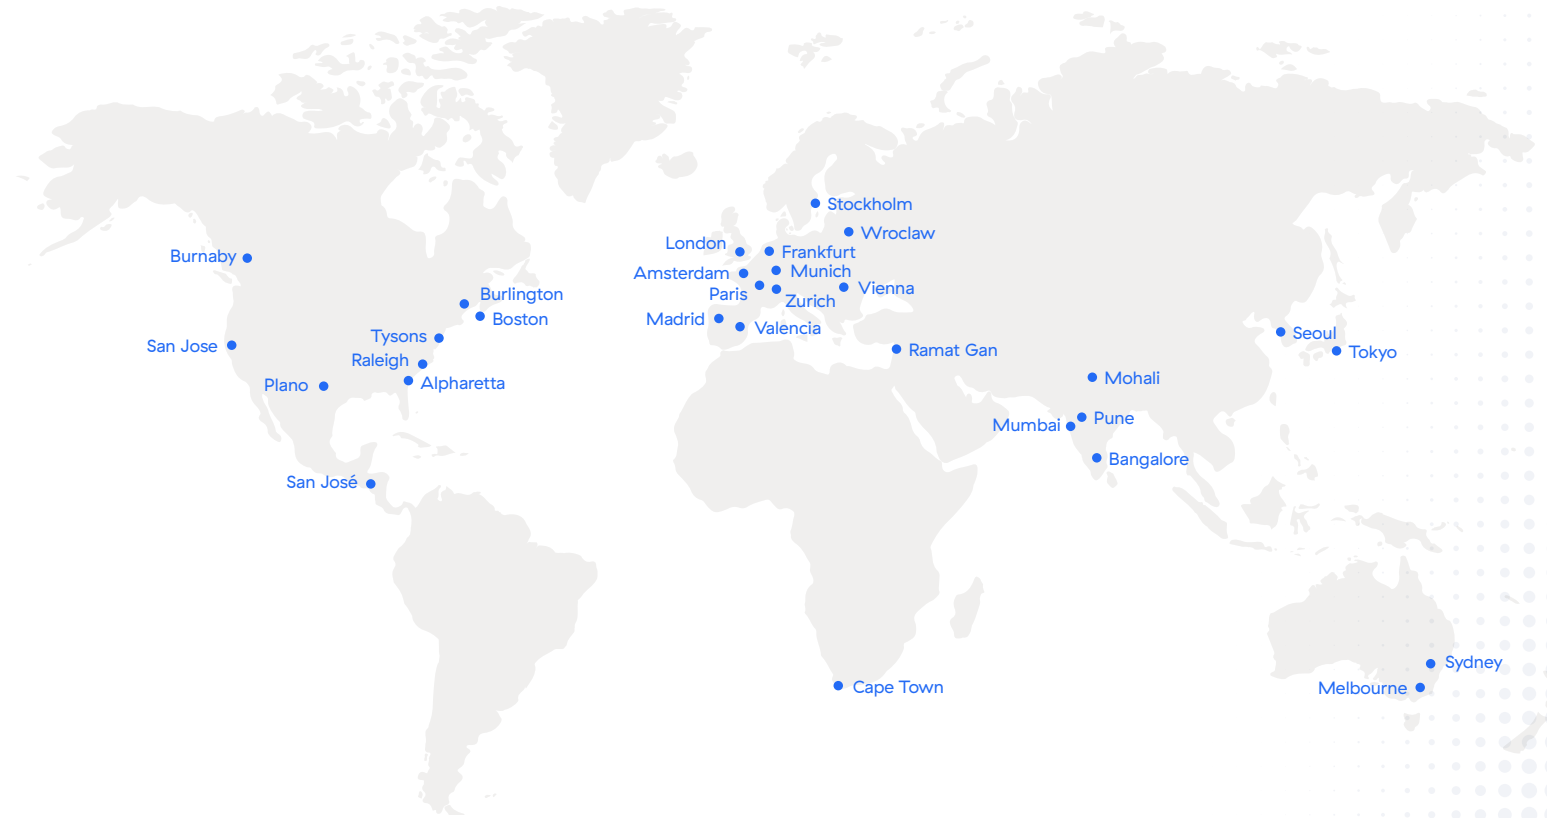 Stockholm
Wroclaw
London
Frankfurt
Burnaby
Amsterdam
Munich
Paris
Zurich
Vienna
Burlington
Boston
Madrid
Valencia
Tysons
San Jose
Raleigh
Plano
Alpharetta
Ramat Gan
Seoul
Tokyo
Mohali
Mumbai
Pune
Bangalore
San José
Cape Town
Sydney
Melbourne